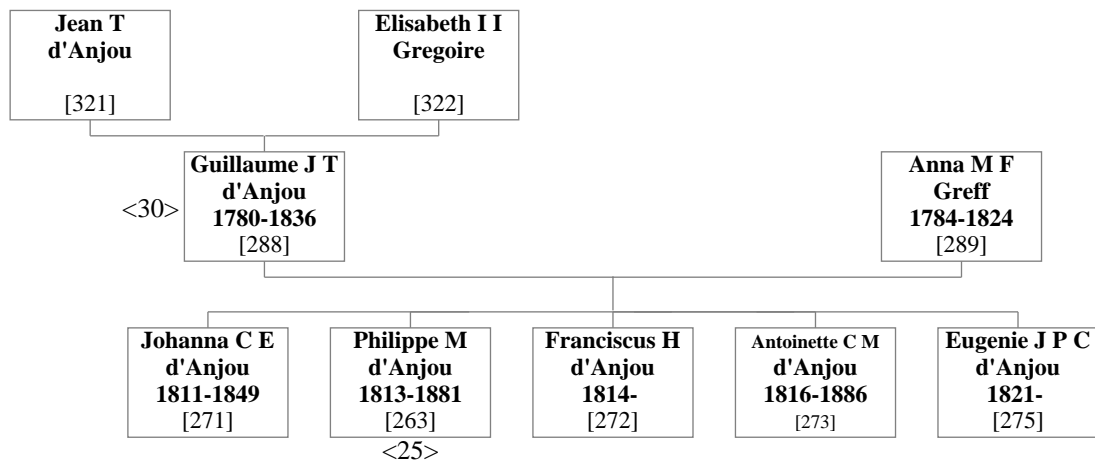 Jean T
d'Anjou
[321]
Elisabeth I I
Gregoire
[322]
<30>
Guillaume J T
d'Anjou
1780-1836
[288]
Anna M F
Greff
1784-1824
[289]
Johanna C E
d'Anjou
1811-1849
[271]
Philippe M
d'Anjou
1813-1881
[263]
<25>
Franciscus H
d'Anjou
1814-
[272]
Antoinette C M
d'Anjou
1816-1886
[273]
Eugenie J P C
d'Anjou
1821-
[275]